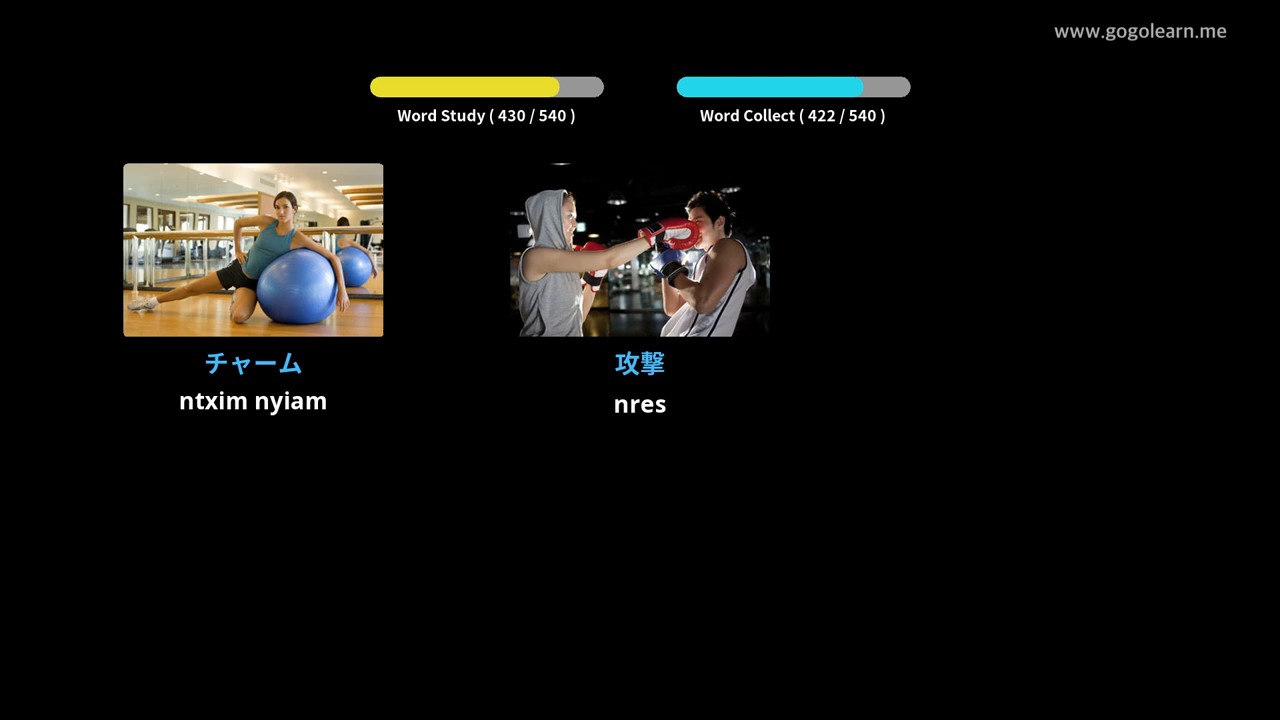 www.gogolearn.me
Word Study ( 430 / 540 )
Word Collect ( 422 / 540 )
チャーム
ntxim nyiam
攻撃
nres